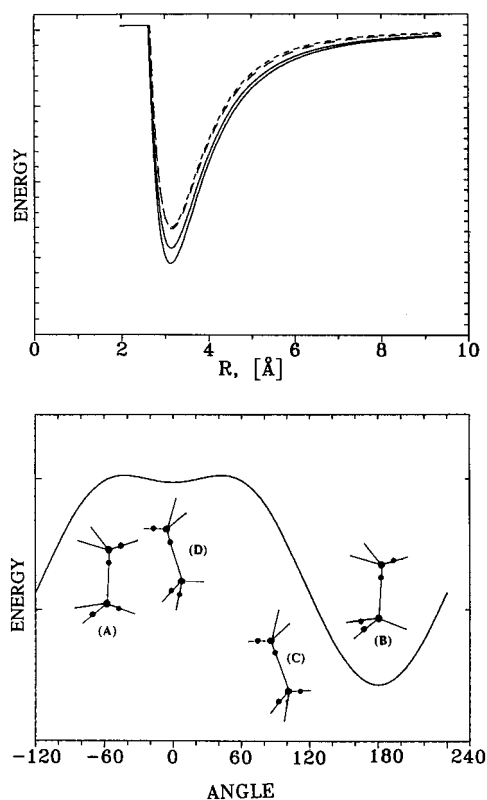 ENERGY
0 2 4 6 8 10
R, [Å]
ENERGY
(A)
(D)
(B)
(C)
-120 -60 0 60 120 180 240
ANGLE